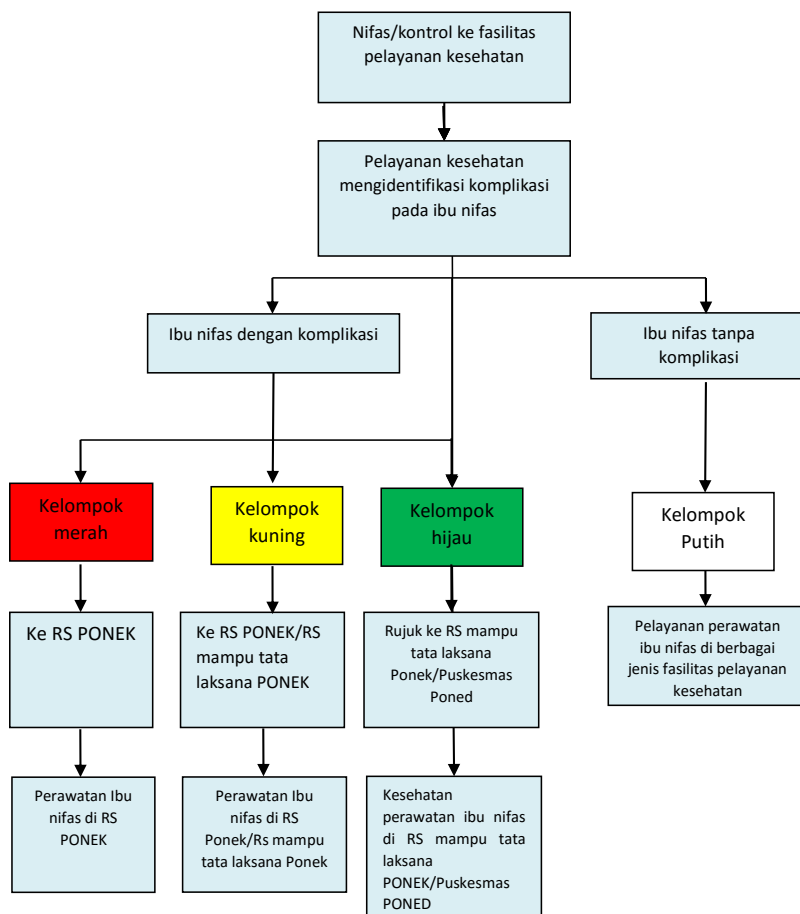 Nifas/kontrol ke fasilitas
pelayanan kesehatan
Pelayanan kesehatan
mengidentifikasi komplikasi
pada ibu nifas
Ibu nifas dengan komplikasi
Ibu nifas tanpa
komplikasi
Kelompok
merah
Kelompok
kuning
Kelompok
hijau
Kelompok
Putih
Ke RS PONEK
Ke RS PONEK/RS
mampu tata
laksana PONEK
Rujuk ke RS mampu
tata laksana
Ponek/Puskesmas
Poned
Pelayanan perawatan
ibu nifas di berbagai
jenis fasilitas pelayanan
kesehatan
Perawatan Ibu
nifas di RS
PONEK
Perawatan Ibu
nifas di RS
Ponek/Rs mampu
tata laksana Ponek
Kesehatan
perawatan ibu nifas
di RS mampu tata
laksana
PONEK/Puskesmas
PONED